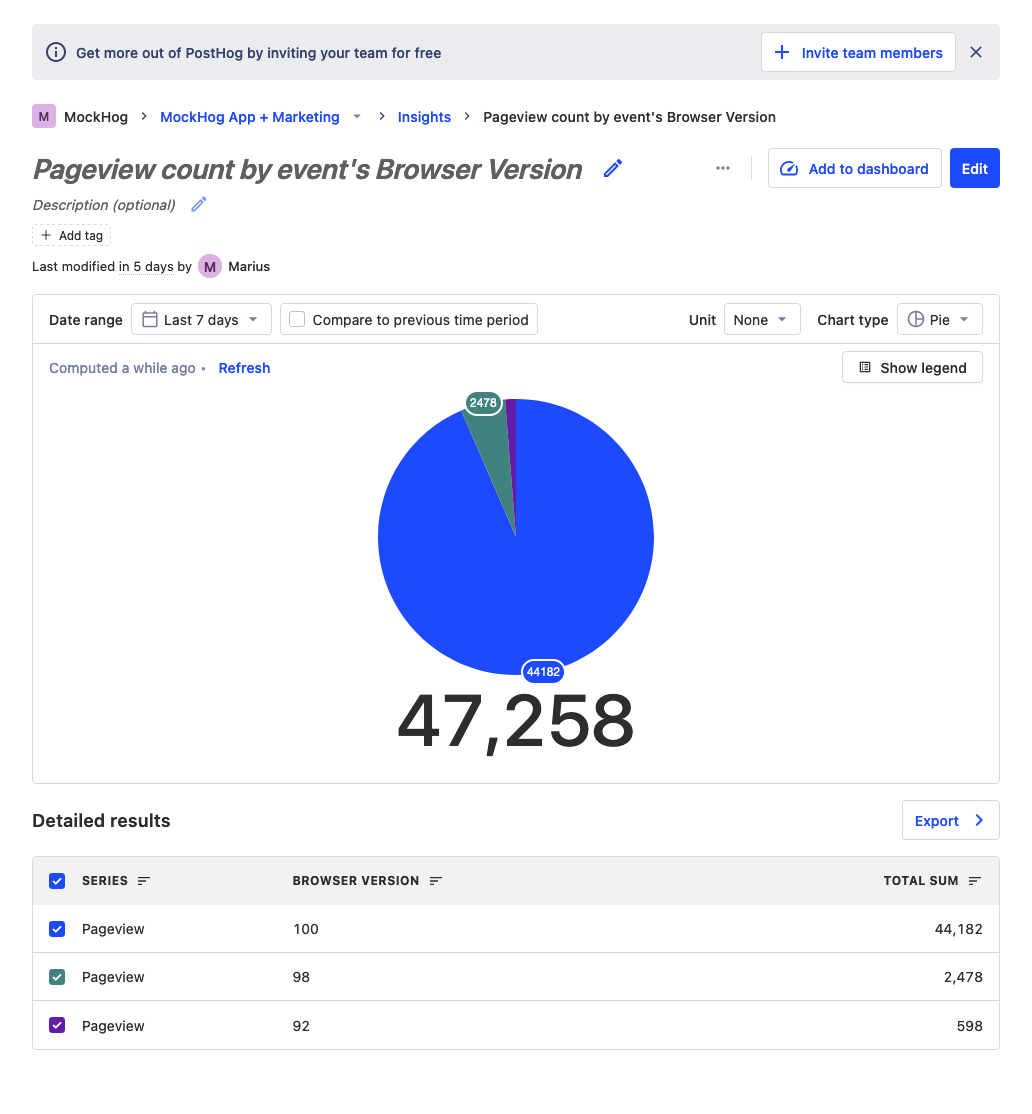 Get more out of PostHog by inviting your team for free
Invite team members
M MockHog MockHog App + Marketing Insights Pageview count by event's Browser Version
Pageview count by event's Browser Version
Add to dashboard Edit
Description (optional)
Add tag
Last modified in 5 days by M Marius
Date range Last 7 days Compare to previous time period Unit None Chart type Pie
Computed a while ago • Refresh Show legend
2478
44182
47,258
Detailed results Export
SERIES BROWSER VERSION TOTAL SUM
Pageview 100 44,182
Pageview 98 2,478
Pageview 92 598